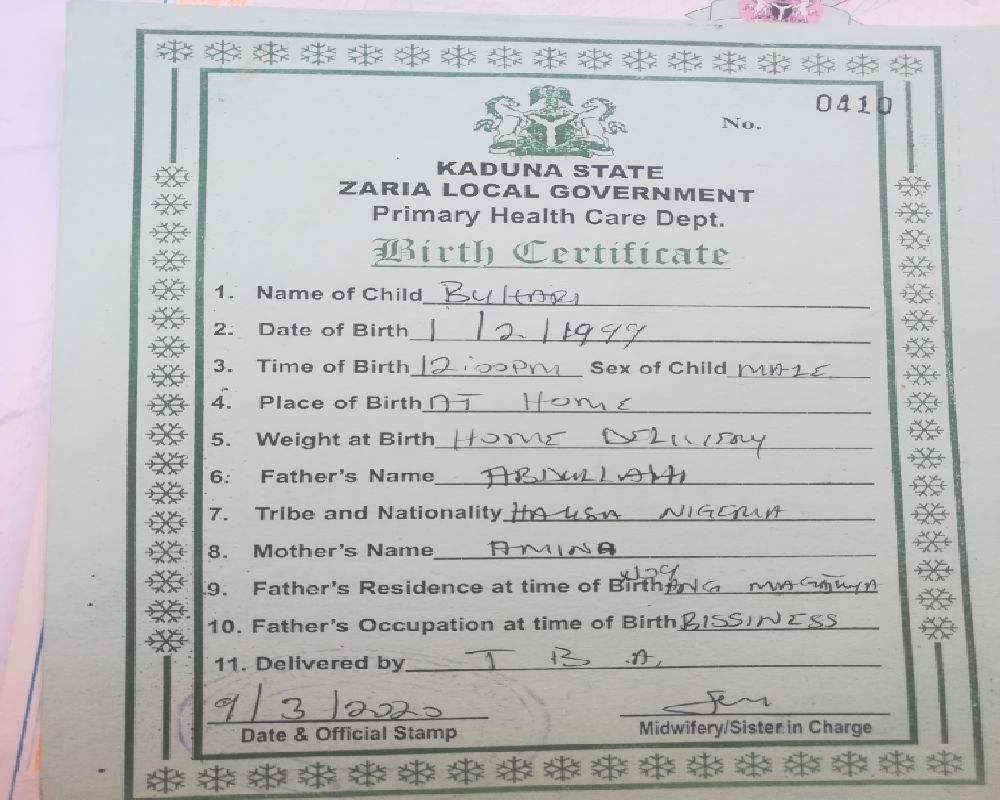 No. 0410
KADUNA STATE
ZARIA LOCAL GOVERNMENT
Primary Health Care Dept.
Birth Certificate
1. Name of Child BUHARI
2. Date of Birth 1/2/1999
3. Time of Birth 12:00PM Sex of Child MALE
4. Place of Birth AT HOME
5. Weight at Birth HOME DELIVERY
6. Father's Name ABDULLAHI
7. Tribe and Nationality HAUSA NIGERIA
8. Mother's Name AMINA
9. Father's Residence at time of Birth ANG
10. Father's Occupation at time of Birth BISSINESS
11. Delivered by T B A.
9/3/2020
Date & Official Stamp Midwifery/Sister in Charge